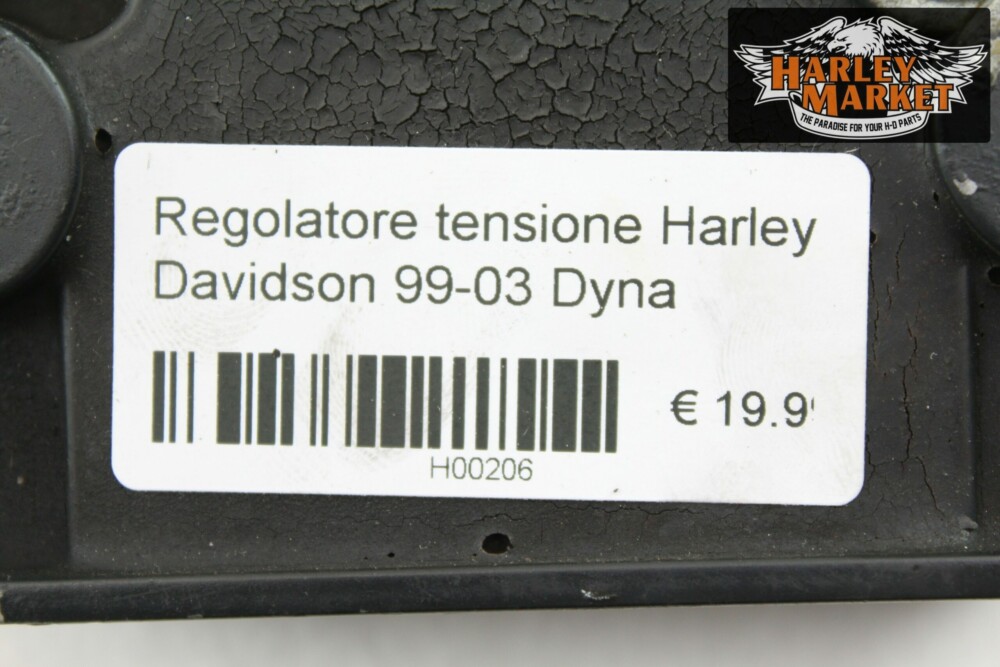 HARLEY
MARKET
THE PARADISE FOR YOUR H-D PARTS
Regolatore tensione Harley
Davidson 99-03 Dyna
€ 19.9
H00206